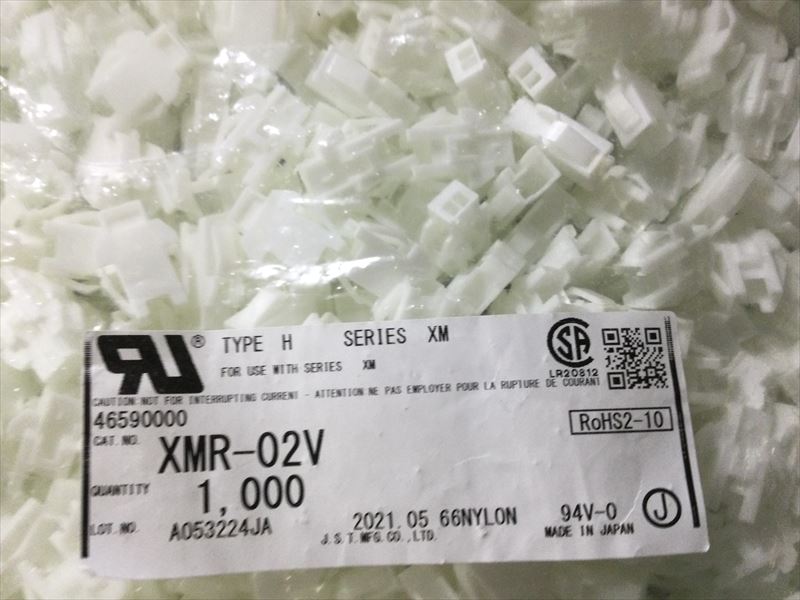 RU® TYPE H SERIES XM
FOR USE WITH SERIES XM
CSA
LR20812
CAUTION:NOT FOR INTERRUPTING CURRENT - ATTENTION NE PAS EMPLOYER POUR LA RUPTURE DE COURANT
46590000
RoHS2-10
CAT.NO. XMR-02V
QUANTITY 1,000
LOT.NO. A053224JA
2021.05 66NYLON 94V-0 J
J.S.T.MFG.CO.,LTD. MADE IN JAPAN